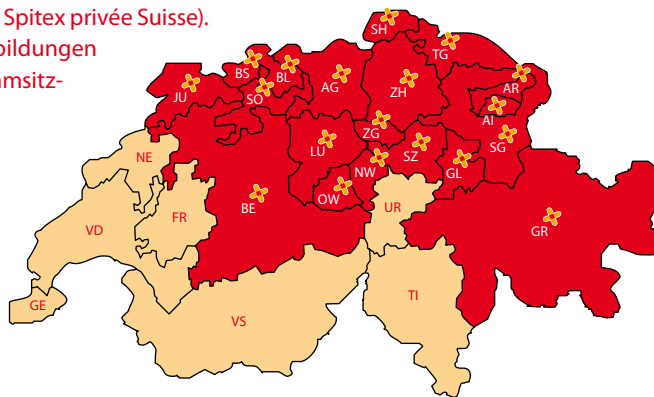 Spitex privée Suisse).
bildungen
msitz-
SH
TG
BS
BL
AR
JU
SO
AG
ZH
AI
ZG
NE
LU
NW
SZ
SG
GL
OW
BE
UR
FR
VD
GR
GE
VS
TI